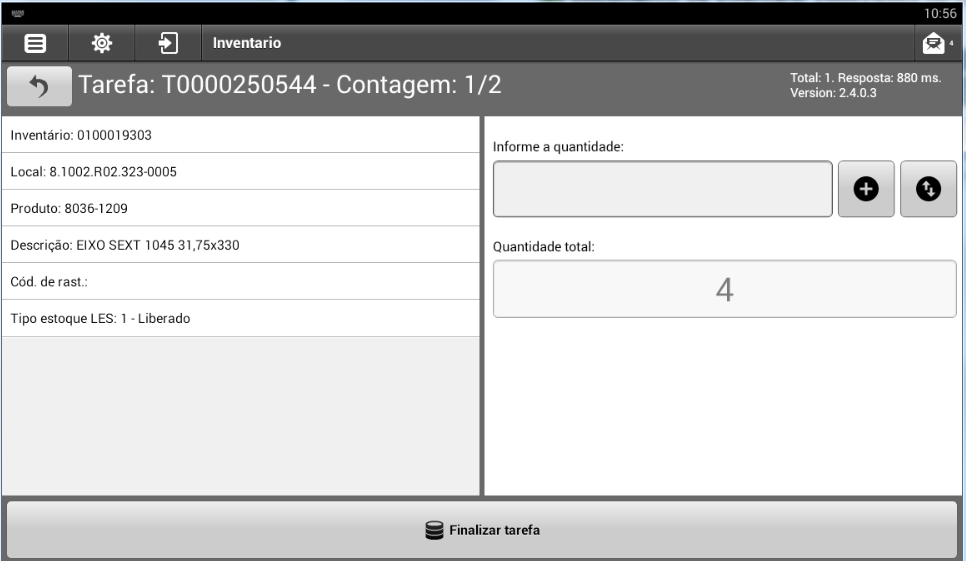 10:56
Inventario
4
Tarefa: T0000250544 - Contagem: 1/2
Total: 1. Resposta: 880 ms.
Version: 2.4.0.3
Inventário: 0100019303
Local: 8.1002.R02.323-0005
Produto: 8036-1209
Descrição: EIXO SEXT 1045 31,75x330
Cód. de rast.:
Tipo estoque LES: 1 - Liberado
Informe a quantidade:
Quantidade total:
4
Finalizar tarefa